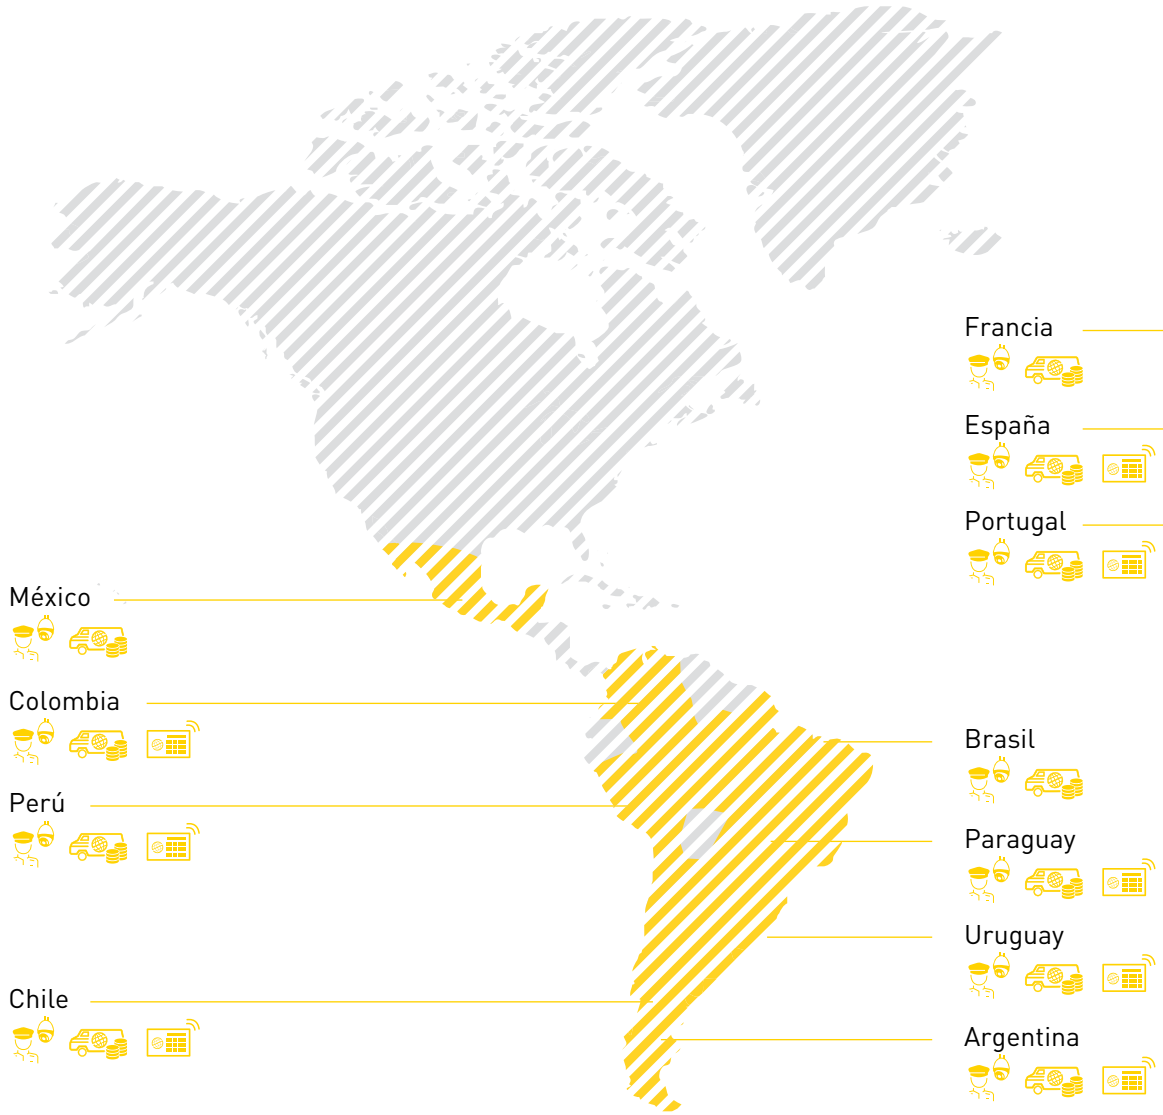 Francia
España
Portugal
México
Colombia
Brasil
Perú
Paraguay
Uruguay
Chile
Argentina